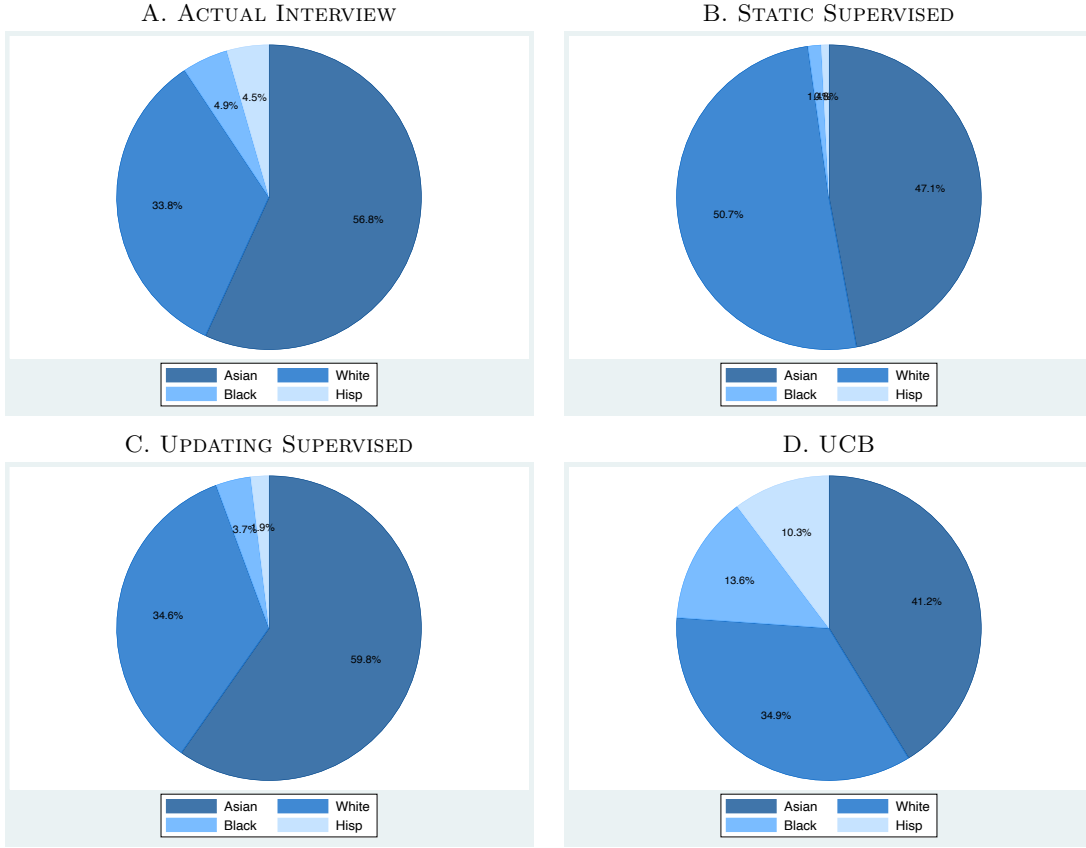 A. ACTUAL INTERVIEW
4.5%
4.9%
33.8%
56.8%
Asian White
Black Hisp
B. STATIC SUPERVISED
47.1%
50.7%
Asian White
Black Hisp
C. UPDATING SUPERVISED
3.7%
1.9%
34.6%
59.8%
Asian White
Black Hisp
D. UCB
10.3%
13.6%
41.2%
34.9%
Asian White
Black Hisp